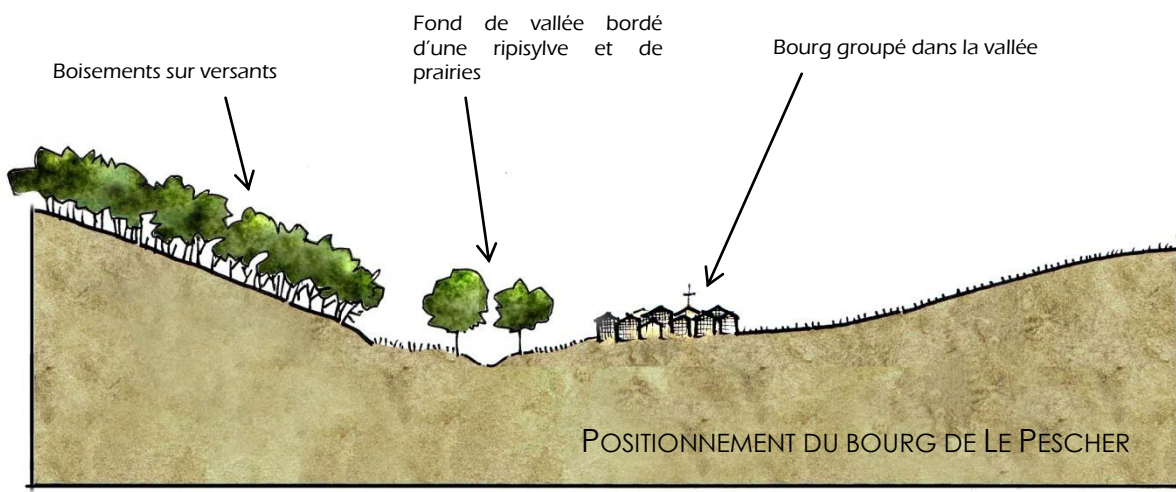 Fond de vallée bordé
d'une ripisylve et de
prairies
Bourg groupé dans la vallée
Boisements sur versants
POSITIONNEMENT DU BOURG DE LE PESCHER